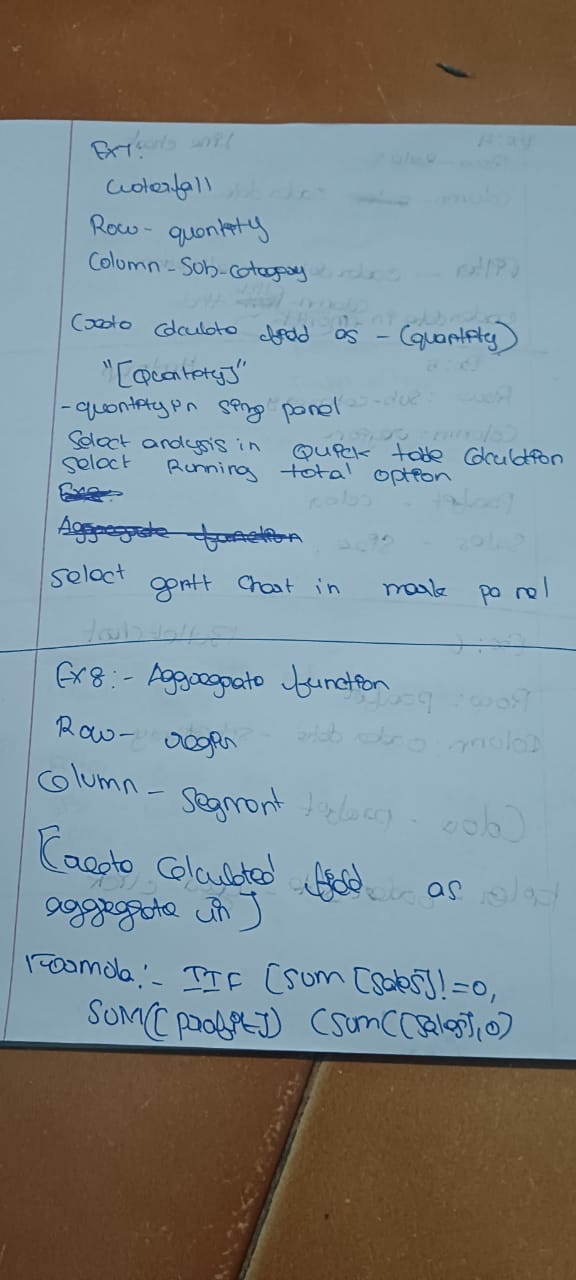 Ex7:
Waterfall
Row - quantity
Column - Sub-category
Create Calculate field as - (quantity)
"[Quantity]"
- quantity in size panel
Select analysis in Quick table Calculation
select Running total option
Select gantt Chart in mark panel
Ex8:- Aggregate function
Row - region
Column - Segment
[Create Calculated field as
aggregate in]
Formula:- IIF [SUM [Sales]!=0,
SUM([profit]) (SUM([Sales],0)